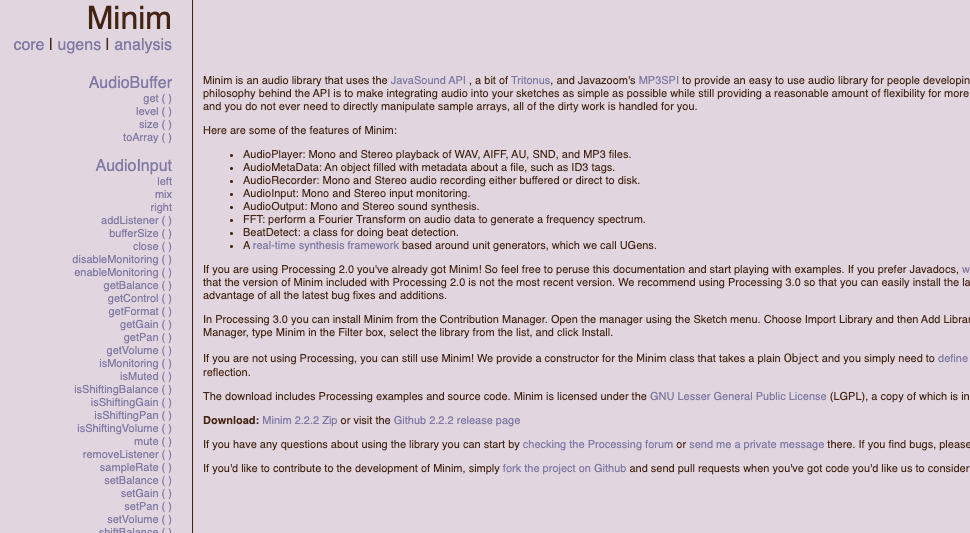 Minim
core | ugens | analysis
AudioBuffer
get ( )
level ( )
size ( )
toArray ( )
AudioInput
left
mix
right
addListener ( )
bufferSize ( )
close ( )
disableMonitoring ( )
enableMonitoring ( )
getBalance ( )
getControl ( )
getFormat ( )
getGain ( )
getPan ( )
getVolume ( )
isMonitoring ( )
isMuted ( )
isShiftingBalance ( )
isShiftingGain ( )
isShiftingPan ( )
isShiftingVolume ( )
mute ( )
removeListener ( )
sampleRate ( )
setBalance ( )
setGain ( )
setPan ( )
setVolume ( )
shiftBalance ( )
Minim is an audio library that uses the JavaSound API , a bit of Tritonus, and Javazoom's MP3SPI to provide an easy to use audio library for people developin
philosophy behind the API is to make integrating audio into your sketches as simple as possible while still providing a reasonable amount of flexibility for more
and you do not ever need to directly manipulate sample arrays, all of the dirty work is handled for you.
Here are some of the features of Minim:
• AudioPlayer: Mono and Stereo playback of WAV, AIFF, AU, SND, and MP3 files.
• AudioMetaData: An object filled with metadata about a file, such as ID3 tags.
• AudioRecorder: Mono and Stereo audio recording either buffered or direct to disk.
• AudioInput: Mono and Stereo input monitoring.
• AudioOutput: Mono and Stereo sound synthesis.
• FFT: perform a Fourier Transform on audio data to generate a frequency spectrum.
• BeatDetect: a class for doing beat detection.
• A real-time synthesis framework based around unit generators, which we call UGens.
If you are using Processing 2.0 you've already got Minim! So feel free to peruse this documentation and start playing with examples. If you prefer Javadocs, w
that the version of Minim included with Processing 2.0 is not the most recent version. We recommend using Processing 3.0 so that you can easily install the la
advantage of all the latest bug fixes and additions.
In Processing 3.0 you can install Minim from the Contribution Manager. Open the manager using the Sketch menu. Choose Import Library and then Add Librar
Manager, type Minim in the Filter box, select the library from the list, and click Install.
If you are not using Processing, you can still use Minim! We provide a constructor for the Minim class that takes a plain Object and you simply need to define
reflection.
The download includes Processing examples and source code. Minim is licensed under the GNU Lesser General Public License (LGPL), a copy of which is in
Download: Minim 2.2.2 Zip or visit the Github 2.2.2 release page
If you have any questions about using the library you can start by checking the Processing forum or send me a private message there. If you find bugs, please
If you'd like to contribute to the development of Minim, simply fork the project on Github and send pull requests when you've got code you'd like us to consider